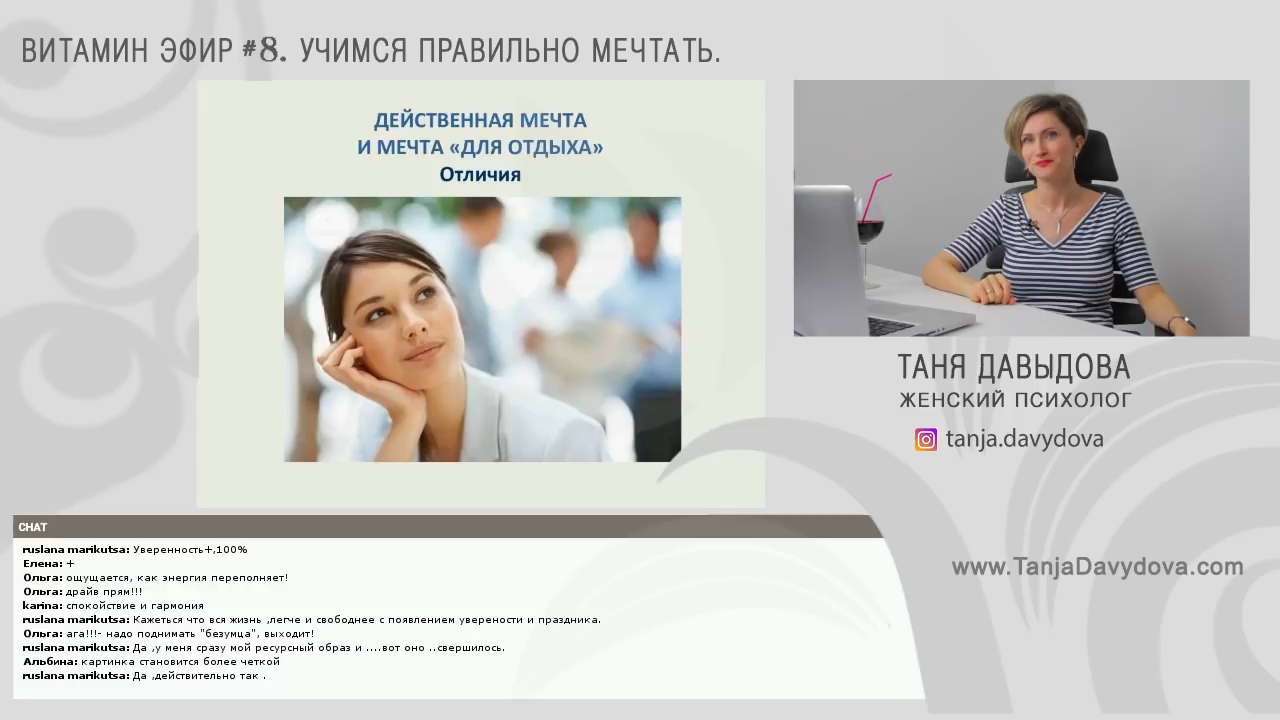 ВИТАМИН ЭФИР #8. УЧИМСЯ ПРАВИЛЬНО МЕЧТАТЬ.
ДЕЙСТВЕННАЯ МЕЧТА
И МЕЧТА «ДЛЯ ОТДЫХА»
Отличия
ТАНЯ ДАВЫДОВА
ЖЕНСКИЙ ПСИХОЛОГ
tanja.davydova
www.TanjaDavydova.com
CHAT
ruslana marikutsa: Уверенность+,100%
Елена: +
Ольга: ощущается, как энергия переполняет!
Ольга: драйв прям!!!
karina: спокойствие и гармония
ruslana marikutsa: Кажеться что вся жизнь ,легче и свободнее с появлением уверености и праздника.
Ольга: ага!!!- надо поднимать "безумца", выходит!
ruslana marikutsa: Да ,у меня сразу мой ресурсный образ и ....вот оно ..свершилось.
Альбина: картинка становится более четкой
ruslana marikutsa: Да ,действительно так .